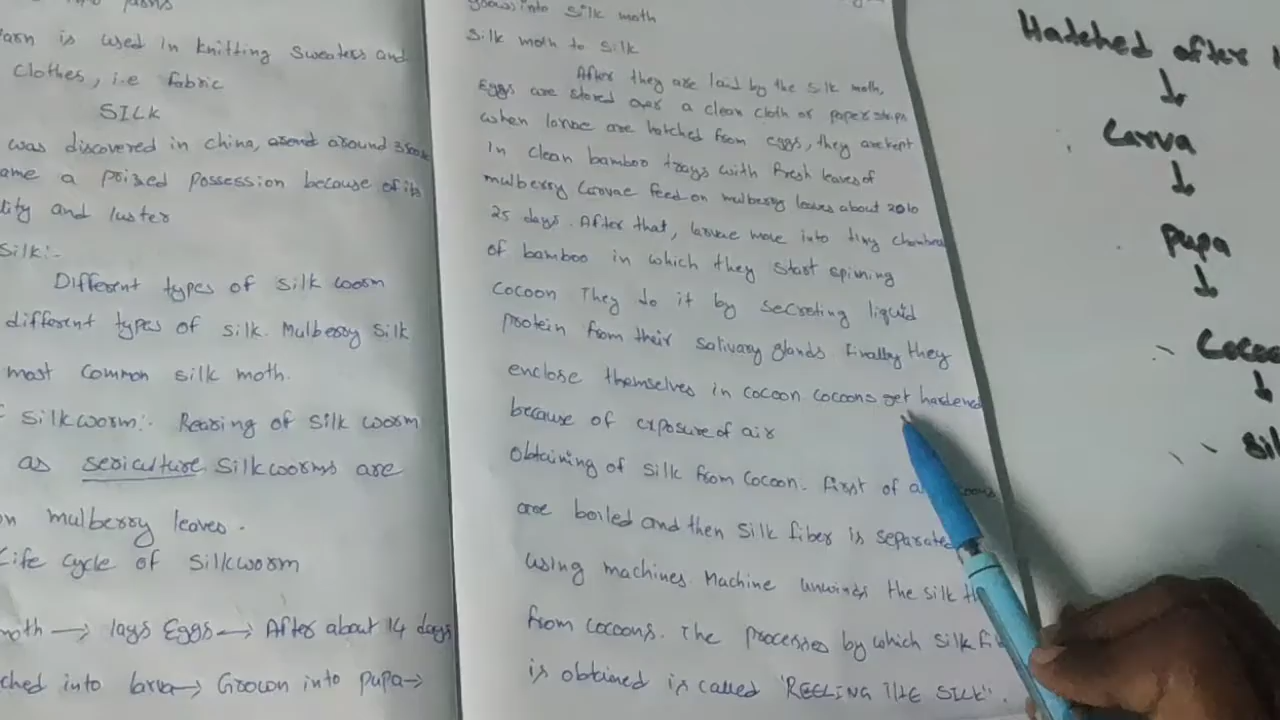 yarn is used in knitting sweaters and
clothes, i.e fabric
SILK
was discovered in china, around around
ame a prized possession because of its
lity and luster
Silk:-
Different types of silk worm
different types of silk. Mulberry silk
most common silk moth.
silkworm:. Rearing of silk worm
as sericulture. Silkworms are
on mulberry leaves.
Life cycle of silkworm
moth → lays Eggs → After about 14 days
ched into larva → Grown into pupa →
grows into silk moth
Silk moth to silk
After they are laid by the silk moth,
Eggs are stored over a clean cloth or paper strips
when larvae are hatched from eggs, they are kept
In clean bamboo trays with fresh leaves of
mulberry Larvae feed on mulberry leaves about 20 to
25 days. After that, larvae move into tiny
of bamboo in which they start spinning
cocoon They do it by secreting liquid
protein from their salivary glands Finally they
enclose themselves in cocoon cocoons get hardened
because of exposure of air
obtaining of silk from cocoon. First of
are boiled and then silk fiber is separated
using machines. Machine unwinds the silk th
from cocoons. The processes by which silk fi
is obtained is called "REELING THE SILK".
Hatched after
↓
Larva
↓
pupa
↓
Cocoo
↓
Sil